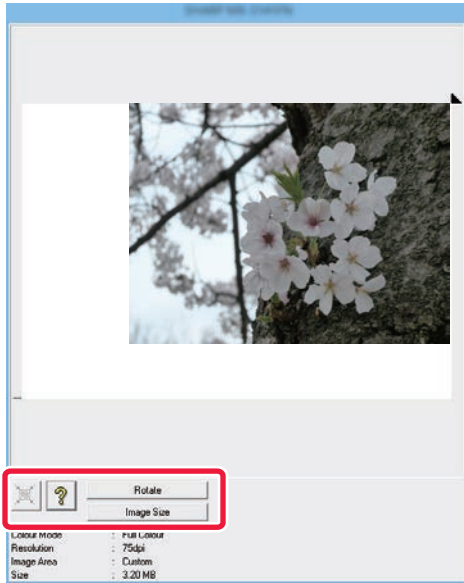 ?
Rotate
Image Size
Colour Mode : Full Colour
Resolution : 75dpi
Image Area : Custom
Size : 3.20 MB